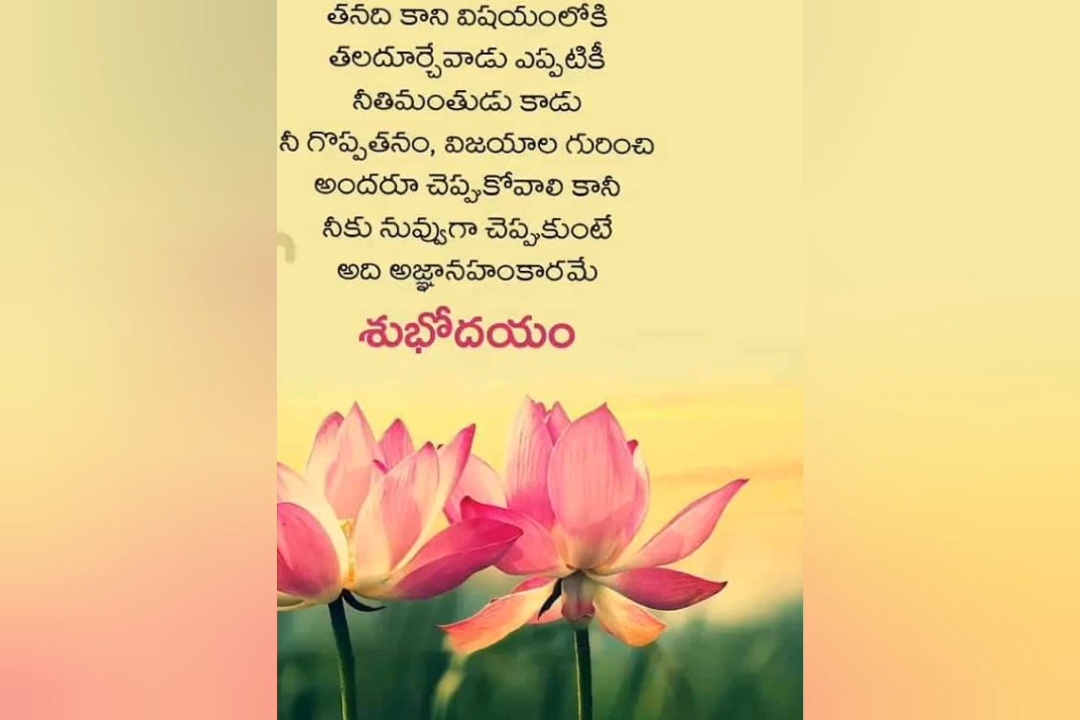 తనది కాని విషయంలోకి
తలదూర్చేవాడు ఎప్పటికీ
నీతిమంతుడు కాడు
నీ గొప్పతనం, విజయాల గురించి
అందరూ చెప్పుకోవాలి కానీ
నీకు నువ్వుగా చెప్పుకుంటే
అది అజ్ఞానహంకారమే
శుభోదయం